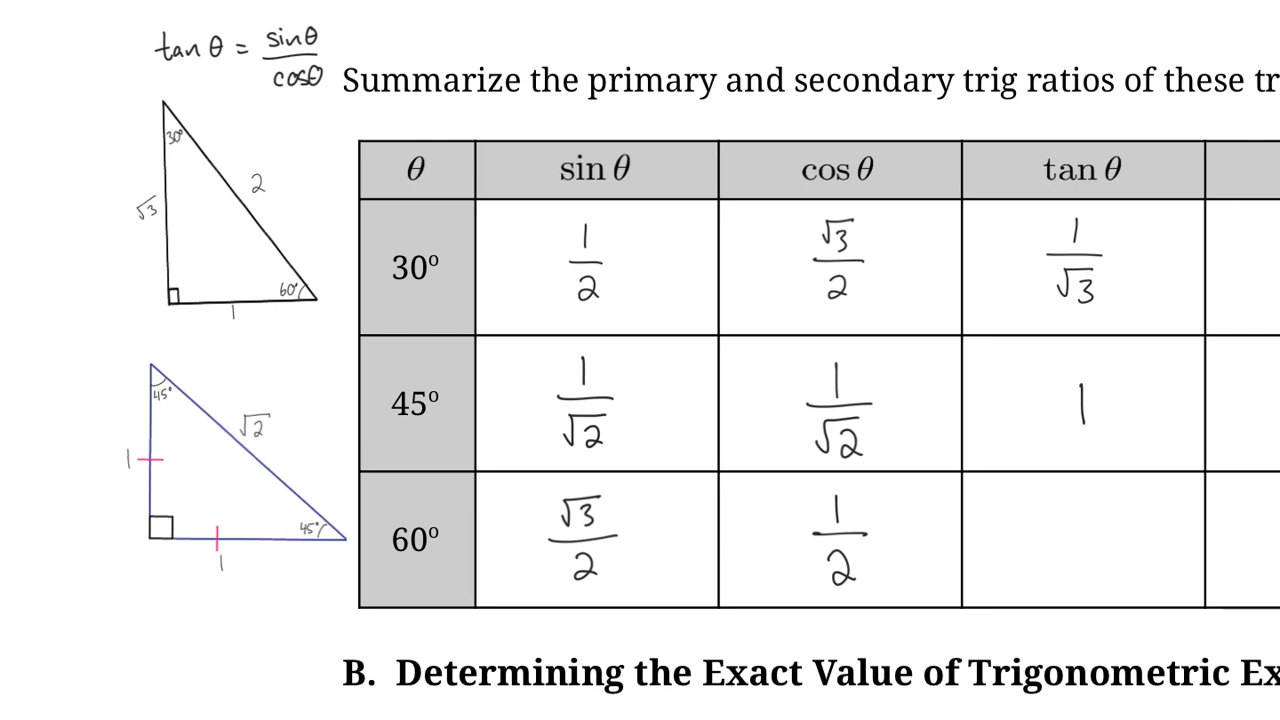 tan θ = sinθ / cosθ
Summarize the primary and secondary trig ratios of these tr
30°
√3
2
60°
1
θ sin θ cos θ tan θ
30° 1/2 √3/2 1/√3
45° 1/√2 1/√2 1
60° √3/2 1/2
45°
√2
1
45°
1
B. Determining the Exact Value of Trigonometric Ex